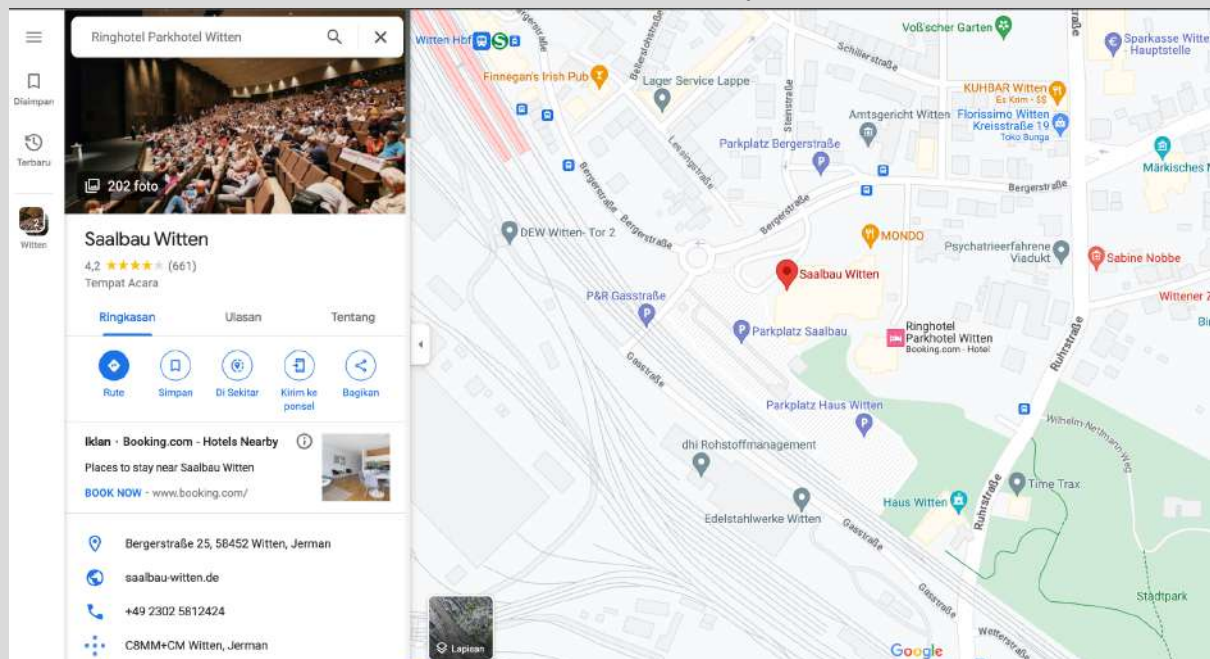 Ringhotel Parkhotel Witten
Disimpan
Terbaru
2
Witten
202 foto
Saalbau Witten
4,2 (661)
Tempat Acara
Ringkasan Ulasan Tentang
Rute Simpan Di Sekitar Kirim ke ponsel Bagikan
Iklan · Booking.com - Hotels Nearby
Places to stay near Saalbau Witten
BOOK NOW - www.booking.com/
Bergerstraße 25, 58452 Witten, Jerman
saalbau-witten.de
+49 2302 5812424
C8MM+CM Witten, Jerman
Voß'scher Garten
Witten Hbf
S
Sparkasse Witte
Hauptstelle
Schillerstraße
Finnegan's Irish Pub
Lager Service Lappe
Steinstraße
KUHBAR Witten
Es Krim - $$
Amtsgericht Witten
Florissimo Witten
Kreisstraße 19
Toko Bunga
Parkplatz Bergerstraße
P
Märkisches M
Lessingstraße
Bergerstraße
Bergerstraße
Bergerstraße
Bergerstraße
DEW Witten- Tor 2
MONDO
Psychatrieerfahrene
Viadukt
Sabine Nobbe
Saalbau Witten
Wittener Z
P&R Gasstraße
P
Parkplatz Saalbau
P
Ringhotel
Parkhotel Witten
Booking.com - Hotel
Ruhrstraße
Gasstraße
Parkplatz Haus Witten
P
Wilhelm-Nettmann-Weg
dhi Rohstoffmanagement
Time Trax
Haus Witten
Ruhrstraße
Edelstahlwerke Witten
Gasstraße
Gasstraße
Stadtpark
Lapisan
Google
Wetterstraße